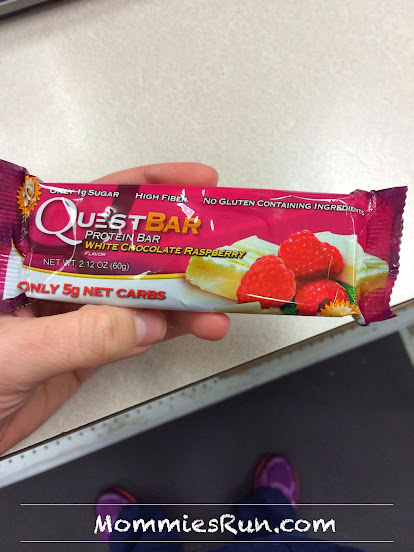 ONLY 1g SUGAR HIGH FIBER NO GLUTEN CONTAINING INGREDIENTS
QUESTBAR
PROTEIN BAR
WHITE CHOCOLATE RASPBERRY
FLAVOR
NET WT 2.12 OZ (60g)
ONLY 5g NET CARBS
MommiesRun.com